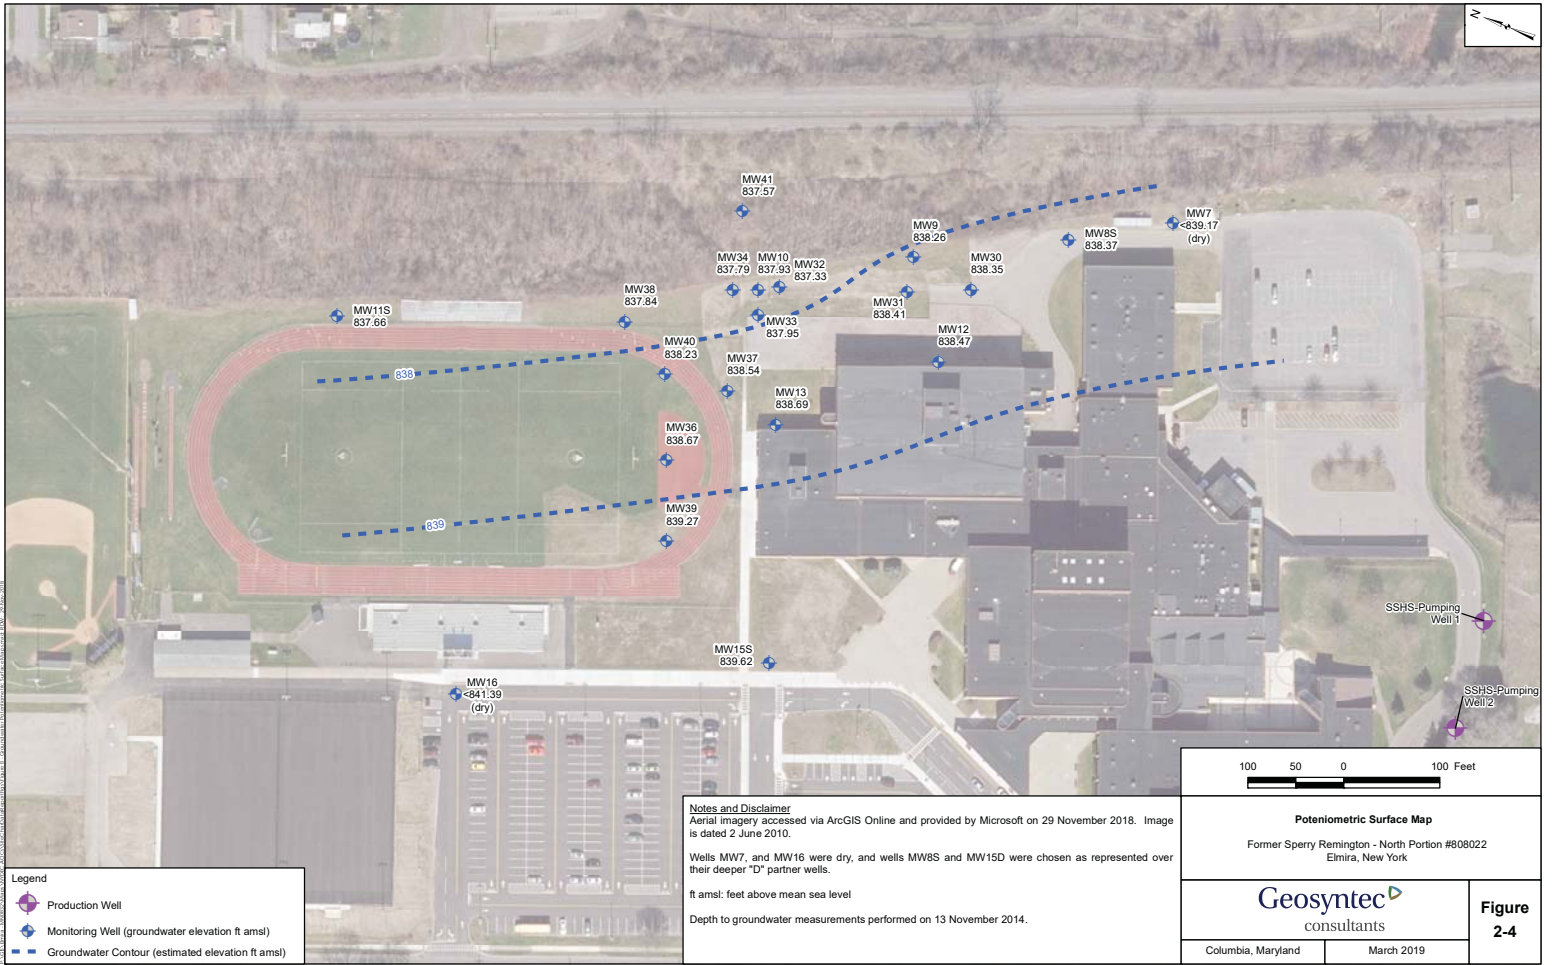 N
MW41
837.57
MW7
<839.17
(dry)
MW9
838.26
MW8S
838.37
MW34
837.79
MW10
837.93
MW32
837.33
MW30
838.35
MW38
837.84
MW31
838.41
MW11S
837.66
MW33
837.95
MW12
838.47
MW40
838.23
MW37
838.54
838
MW13
838.69
MW36
838.67
MW39
839.27
839
SSHS-Pumping
Well 1
MW15S
839.62
MW16
<841.39
(dry)
SSHS-Pumping
Well 2
Legend
Production Well
Monitoring Well (groundwater elevation ft amsl)
Groundwater Contour (estimated elevation ft amsl)
Notes and Disclaimer
Aerial imagery accessed via ArcGIS Online and provided by Microsoft on 29 November 2018. Image
is dated 2 June 2010.
Wells MW7, and MW16 were dry, and wells MW8S and MW15D were chosen as represented over
their deeper "D" partner wells.
ft amsl: feet above mean sea level
Depth to groundwater measurements performed on 13 November 2014.
100 50 0 100 Feet
Poteniometric Surface Map
Former Sperry Remington - North Portion #808022
Elmira, New York
Geosyntec
consultants
Figure
2-4
Columbia, Maryland
March 2019